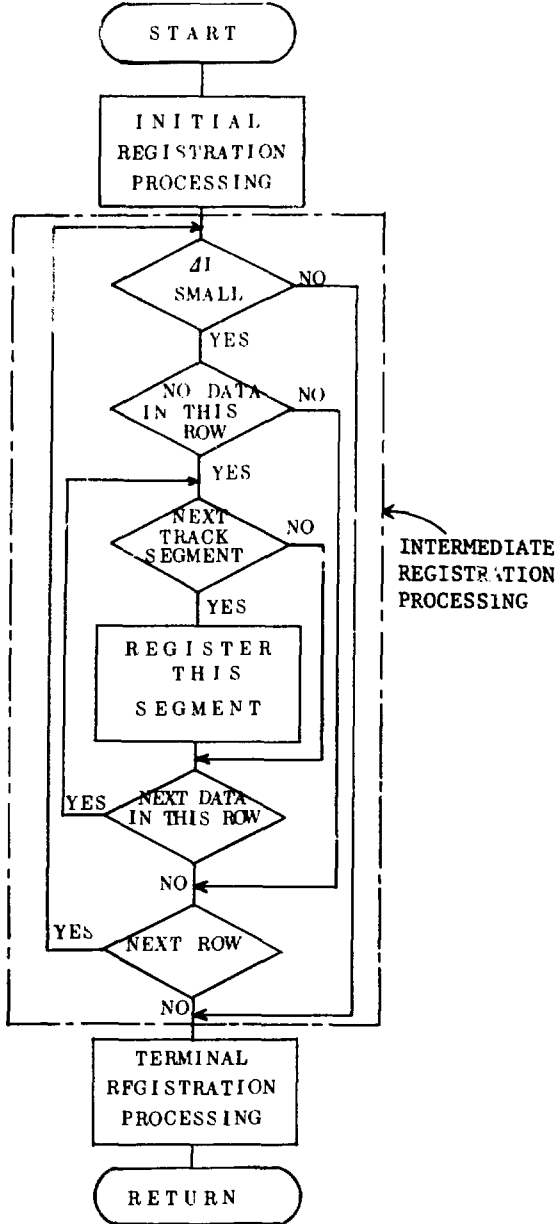 START
INITIAL
REGISTRATION
PROCESSING
ΔI
SMALL
NO
YES
NO DATA
IN THIS
ROW
NO
YES
NEXT
TRACK
SEGMENT
NO
YES
INTERMEDIATE
REGISTRATION
PROCESSING
REGISTER
THIS
SEGMENT
YES
NEXT DATA
IN THIS ROW
NO
YES
NEXT ROW
NO
TERMINAL
REGISTRATION
PROCESSING
RETURN